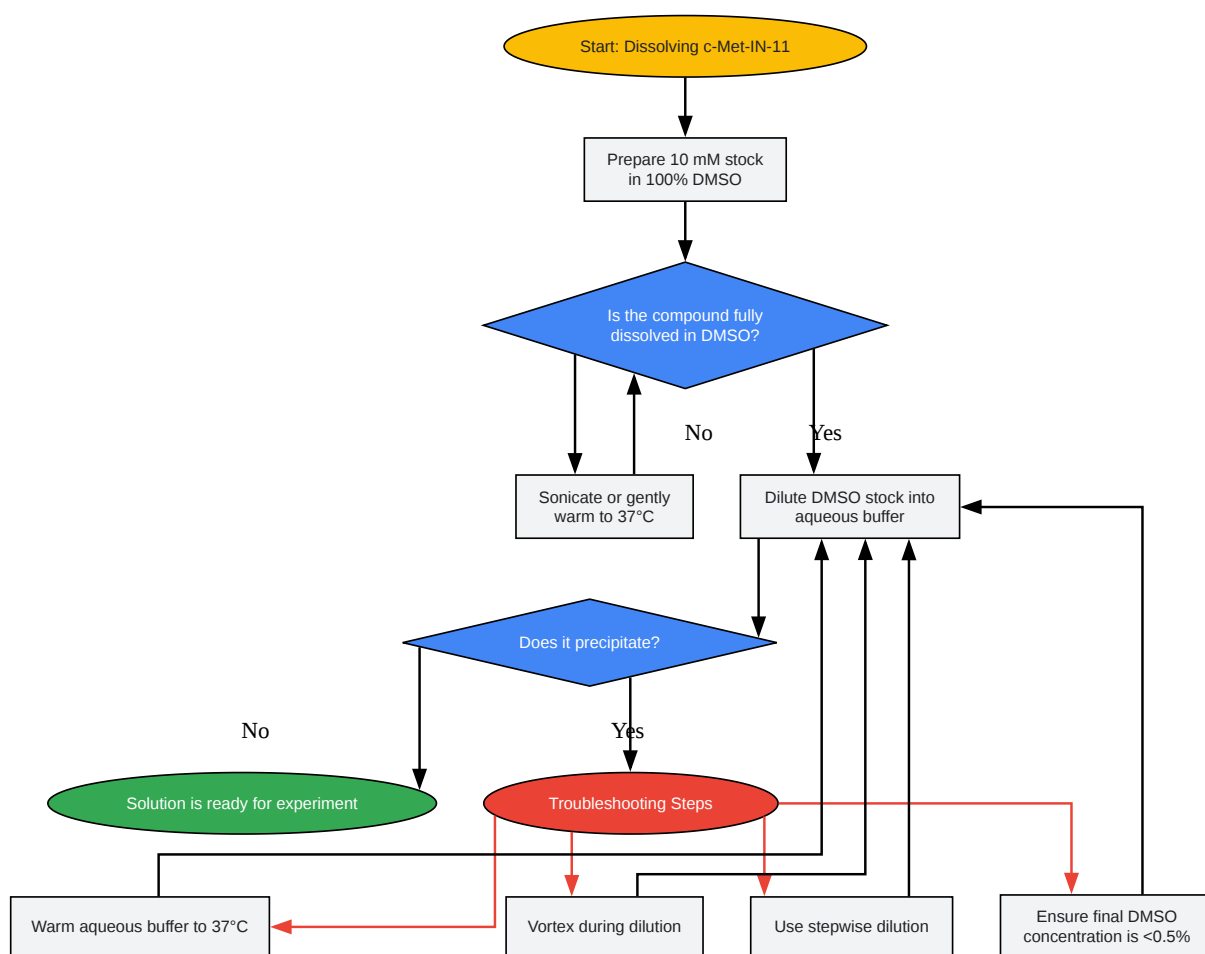 Start: Dissolving c-Met-IN-11
Prepare 10 mM stock
in 100% DMSO
Is the compound fully
dissolved in DMSO?
No
Yes
Sonicate or gently
warm to 37°C
Dilute DMSO stock into
aqueous buffer
Does it precipitate?
No
Yes
Solution is ready for experiment
Troubleshooting Steps
Warm aqueous buffer to 37°C
Vortex during dilution
Use stepwise dilution
Ensure final DMSO
concentration is <0.5%